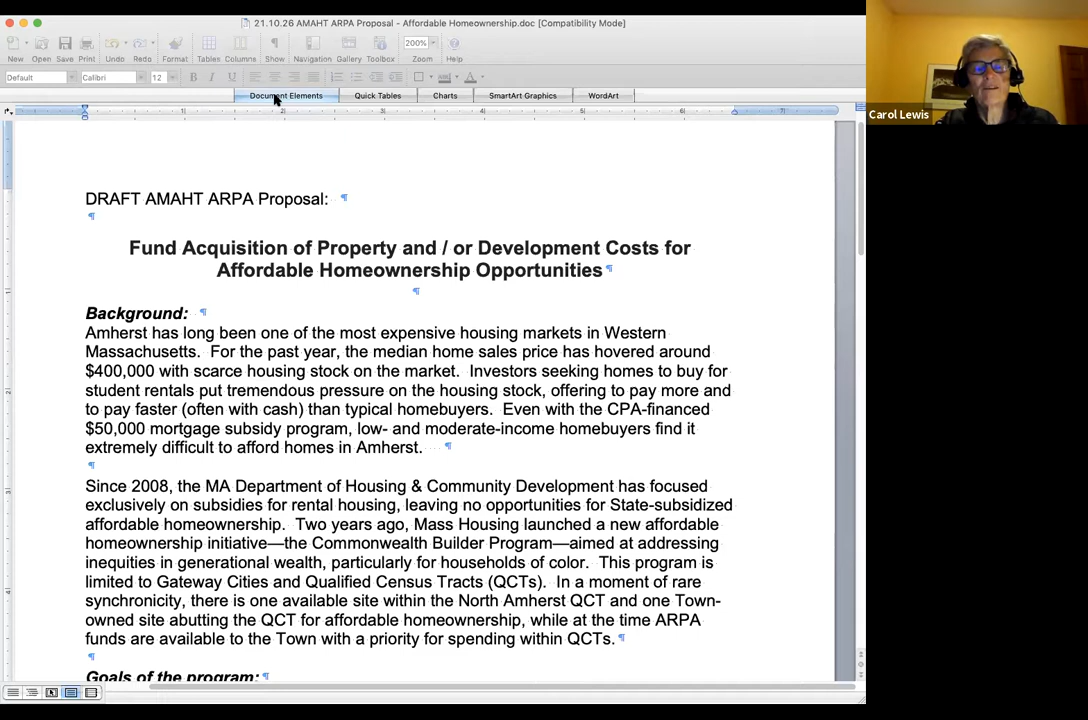 21.10.26 AMAHT ARPA Proposal - Affordable Homeownership.doc [Compatibility Mode]
New Open Save Print Undo Redo Format Tables Columns Show Navigation Gallery Toolbox Zoom Help
200%
Default Calibri 12 B I U
Document Elements Quick Tables Charts SmartArt Graphics WordArt
1 2 3 4 5 6 7
Carol Lewis
DRAFT AMAHT ARPA Proposal: ¶
¶
Fund Acquisition of Property and / or Development Costs for
Affordable Homeownership Opportunities¶
¶
Background: ¶
Amherst has long been one of the most expensive housing markets in Western
Massachusetts. For the past year, the median home sales price has hovered around
$400,000 with scarce housing stock on the market. Investors seeking homes to buy for
student rentals put tremendous pressure on the housing stock, offering to pay more and
to pay faster (often with cash) than typical homebuyers. Even with the CPA-financed
$50,000 mortgage subsidy program, low- and moderate-income homebuyers find it
extremely difficult to afford homes in Amherst. ¶
¶
Since 2008, the MA Department of Housing & Community Development has focused
exclusively on subsidies for rental housing, leaving no opportunities for State-subsidized
affordable homeownership. Two years ago, Mass Housing launched a new affordable
homeownership initiative—the Commonwealth Builder Program—aimed at addressing
inequities in generational wealth, particularly for households of color. This program is
limited to Gateway Cities and Qualified Census Tracts (QCTs). In a moment of rare
synchronicity, there is one available site within the North Amherst QCT and one Town-
owned site abutting the QCT for affordable homeownership, while at the time ARPA
funds are available to the Town with a priority for spending within QCTs.¶
¶
Goals of the program:¶